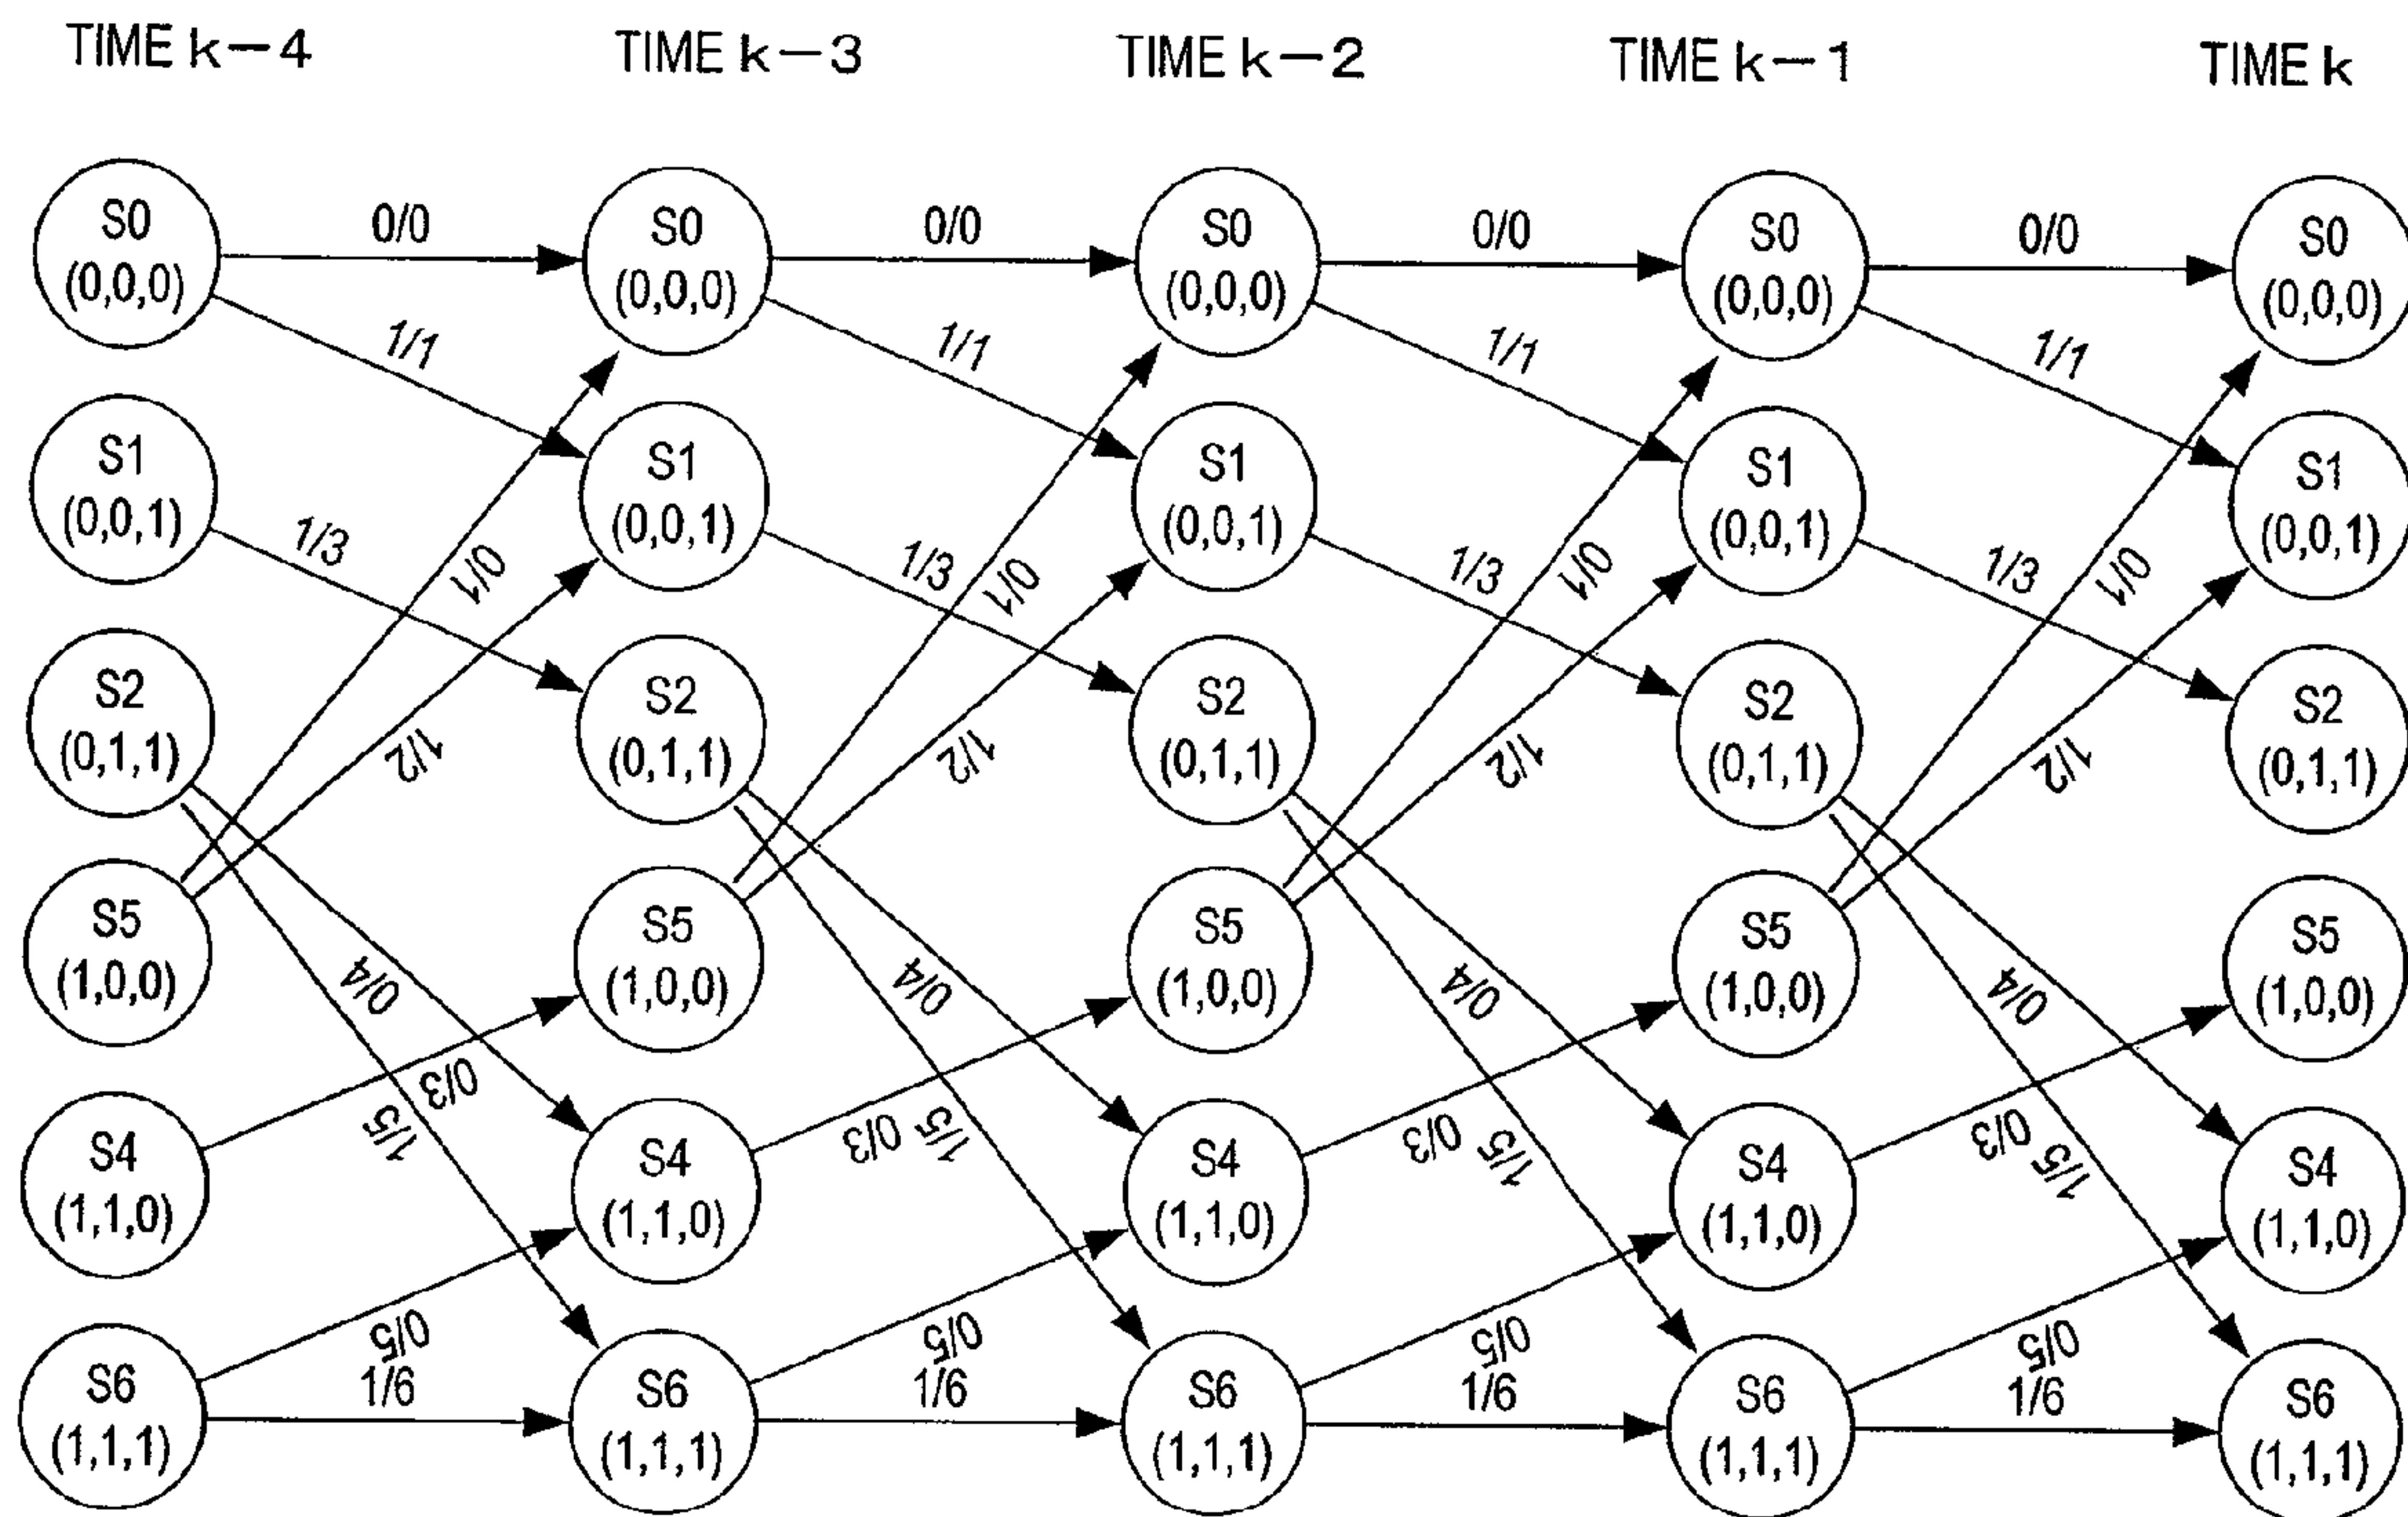 TIME k-4 TIME k-3 TIME k-2 TIME k-1 TIME k
S0 S0 S0 S0 S0
(0,0,0) (0,0,0) (0,0,0) (0,0,0) (0,0,0)
0/0 0/0 0/0 0/0
1/1 1/1 1/1 1/1
S1 S1 S1 S1 S1
(0,0,1) (0,0,1) (0,0,1) (0,0,1) (0,0,1)
1/3 1/3 1/3 1/3
0/1 0/1 0/1 0/1
S2 S2 S2 S2 S2
(0,1,1) (0,1,1) (0,1,1) (0,1,1) (0,1,1)
1/2 1/2 1/2 1/2
S5 S5 S5 S5 S5
(1,0,0) (1,0,0) (1,0,0) (1,0,0) (1,0,0)
0/4 0/4 0/4 0/4
0/3 0/3 0/3 0/3
1/5 1/5 1/5 1/5
S4 S4 S4 S4 S4
(1,1,0) (1,1,0) (1,1,0) (1,1,0) (1,1,0)
0/5 0/5 0/5 0/5
1/6 1/6 1/6 1/6
S6 S6 S6 S6 S6
(1,1,1) (1,1,1) (1,1,1) (1,1,1) (1,1,1)